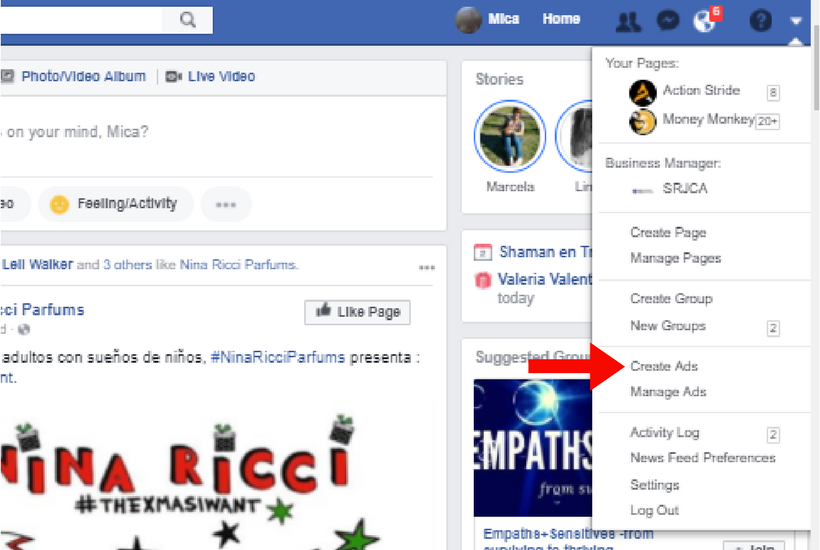 Mica Home 6
Photo/Video Album Live Video
on your mind, Mica?
Feeling/Activity
Lell Walker and 3 others like Nina Ricci Parfums.
cci Parfums
Like Page
adultos con sueños de niños, #NinaRicciParfums presenta :
nt.
NINA RICCI
#THEXMASIWANT
Stories
Marcela Lin
2 Shaman en Tr
Valeria Valent
today
Suggested Grou
EMPATHS
from su
Empaths+Sensitives -from
surviving to thriving
Join
Your Pages:
Action Stride 8
Money Monkey 20+
Business Manager:
SRJCA
Create Page
Manage Pages
Create Group
New Groups 2
Create Ads
Manage Ads
Activity Log 2
News Feed Preferences
Settings
Log Out